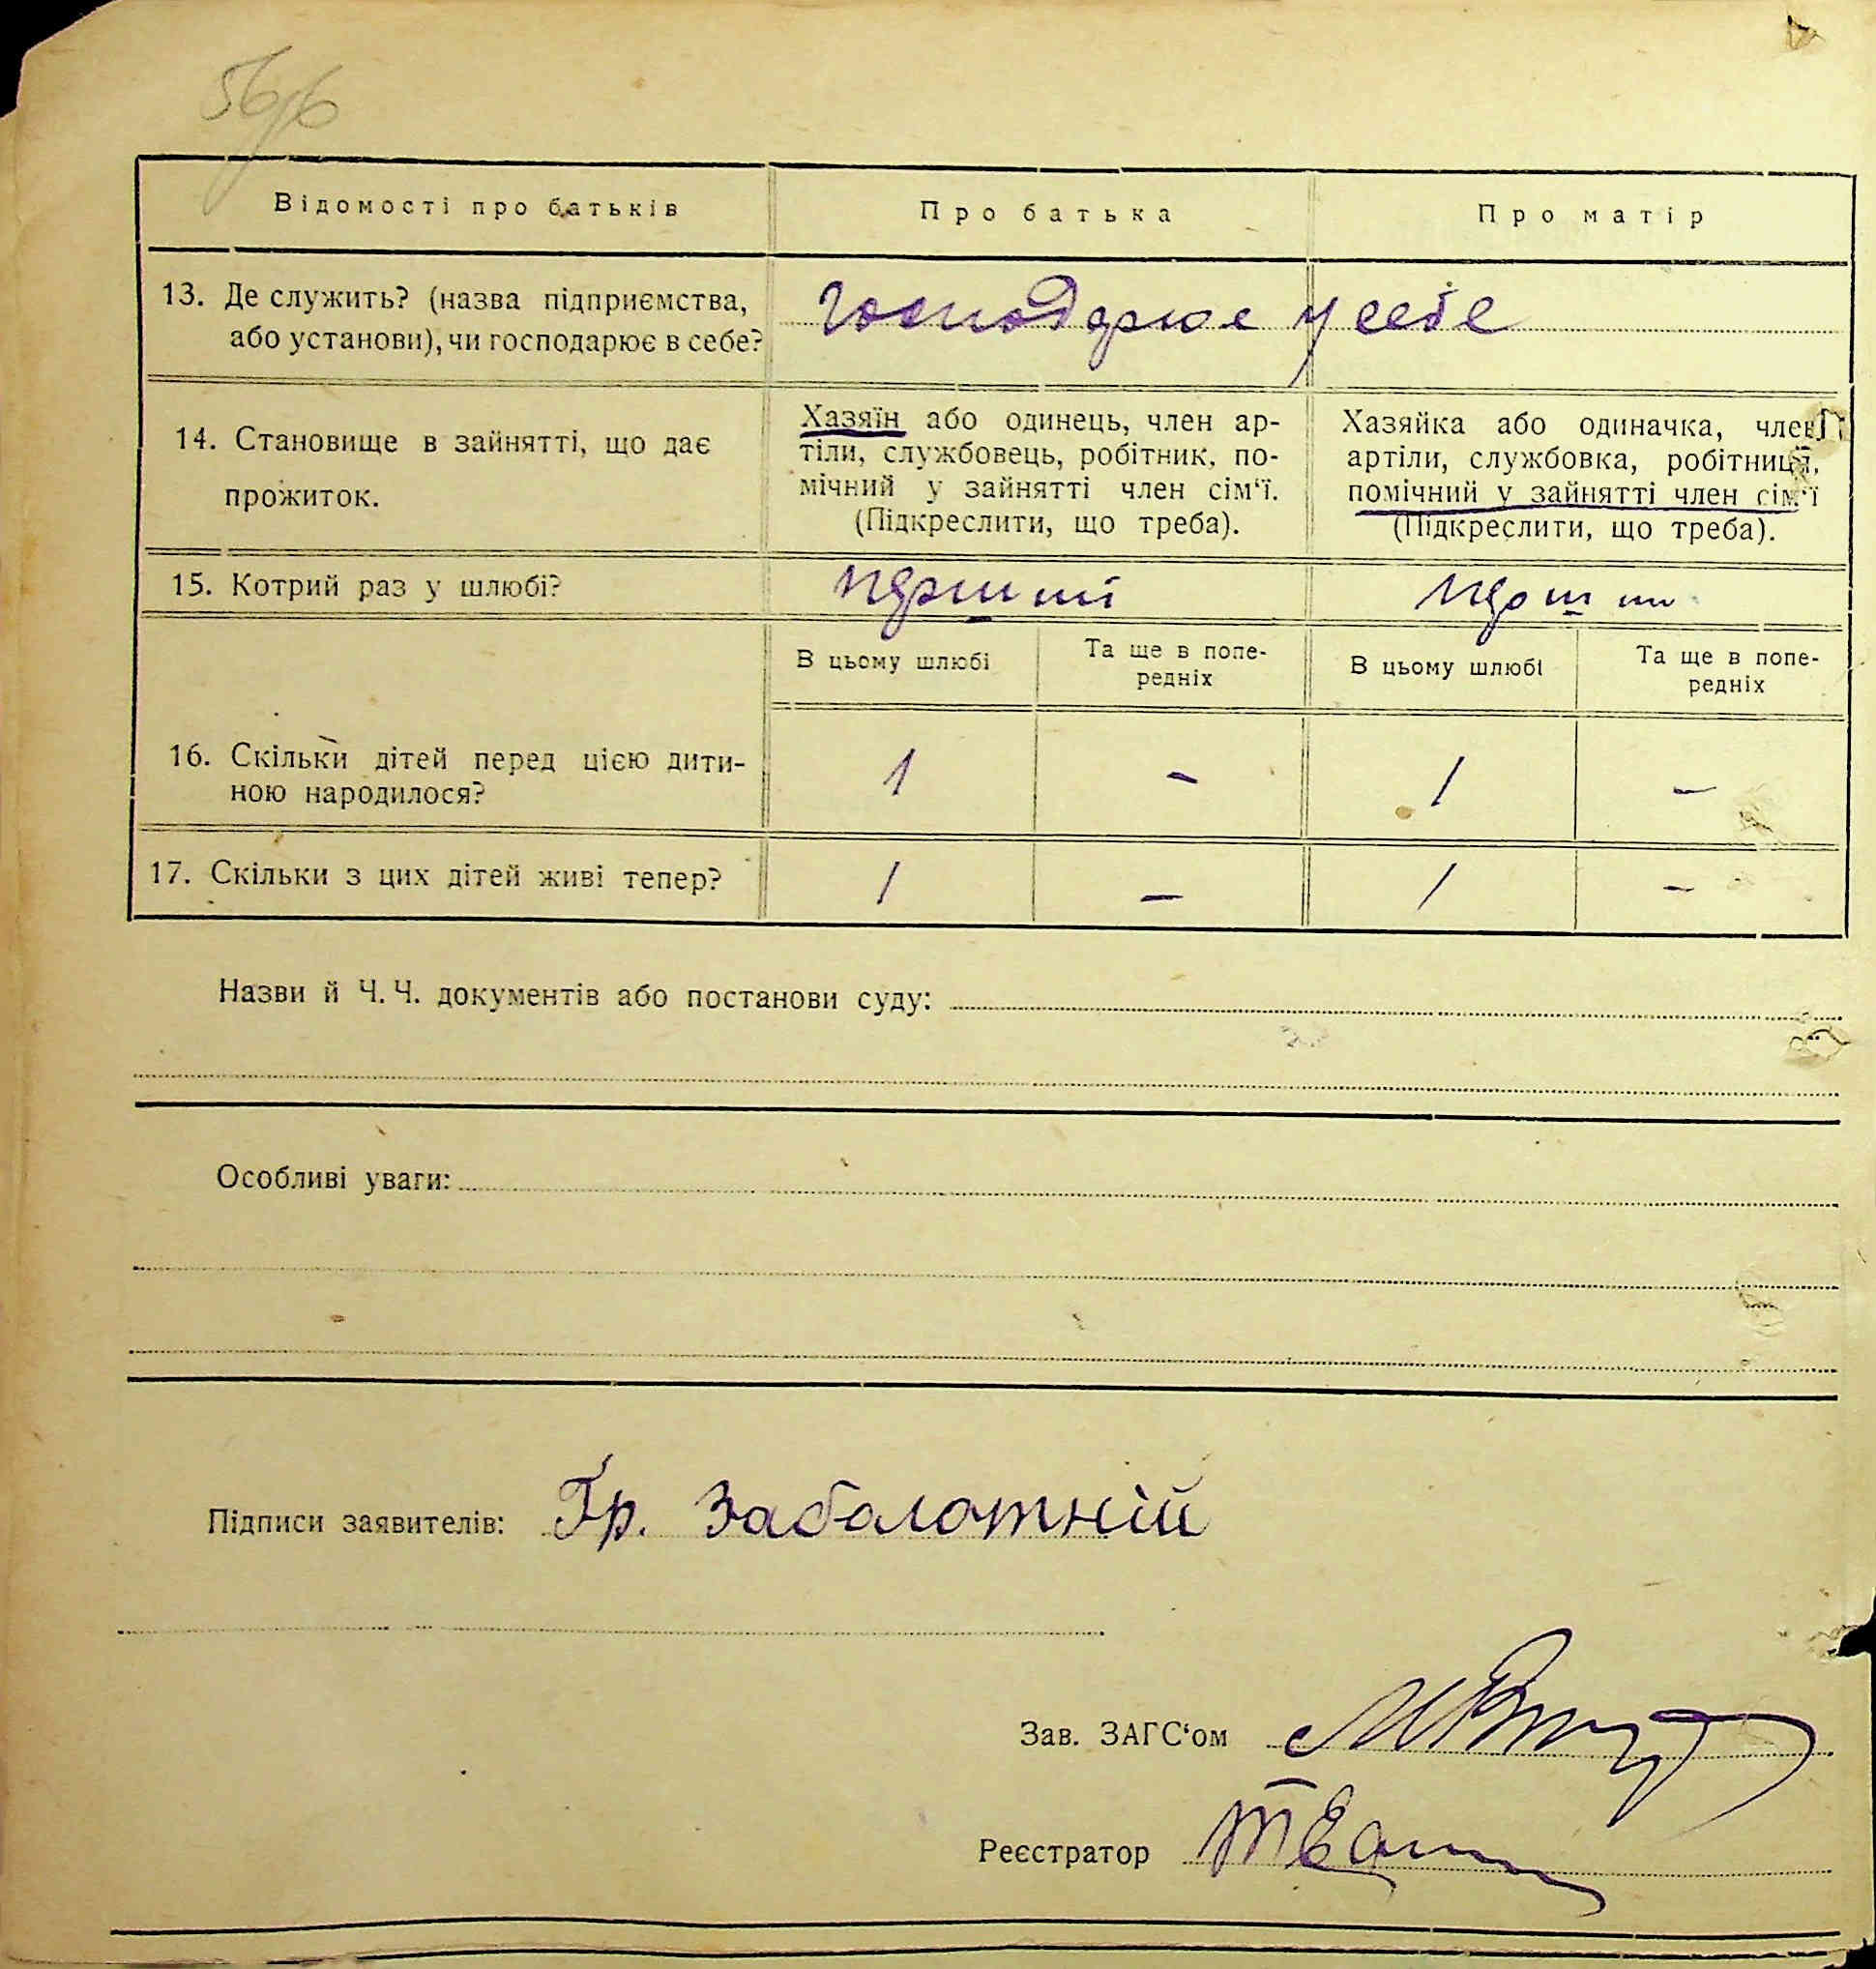 Відомості про батьків
Про батька
Про матір
13. Де служить? (назва підприємства,
або установи), чи господарює в себе?
Господарює у себе
14. Становище в зайнятті, що дає
прожиток.
Хазяїн або одинець, член ар-
тіли, службовець, робітник, по-
мічний у зайнятті член сім‘ї.
(Підкреслити, що треба).
Хазяйка або одиначка, член
артіли, службовка, робітниця,
помічний у зайнятті член сім‘ї
(Підкреслити, що треба).
15. Котрий раз у шлюбі?
перший
В цьому шлюбі
Та ще в попе-
редніх
В цьому шлюбі
Та ще в попе-
редніх
16. Скільки дітей перед цією дити-
ною народилося?
1 - 1 -
17. Скільки з цих дітей живі тепер?
1 - 1 -
Назви й Ч. Ч. документів або постанови суду:
Особливі уваги:
Підписи заявителів: Гр. Заболотній
Зав. ЗАГС‘ом
Реєстратор